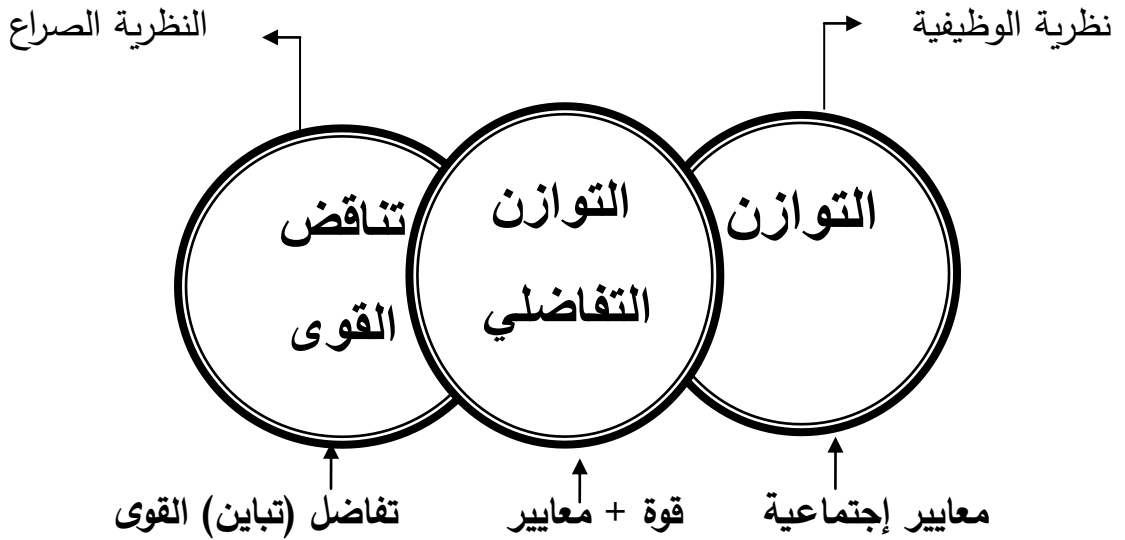 نظرية الوظيفية
النظرية الصراع
التوازن
التوازن
التفاضلي
تناقض
القوى
معايير إجتماعية
قوة + معايير
تفاضل (تباين) القوى